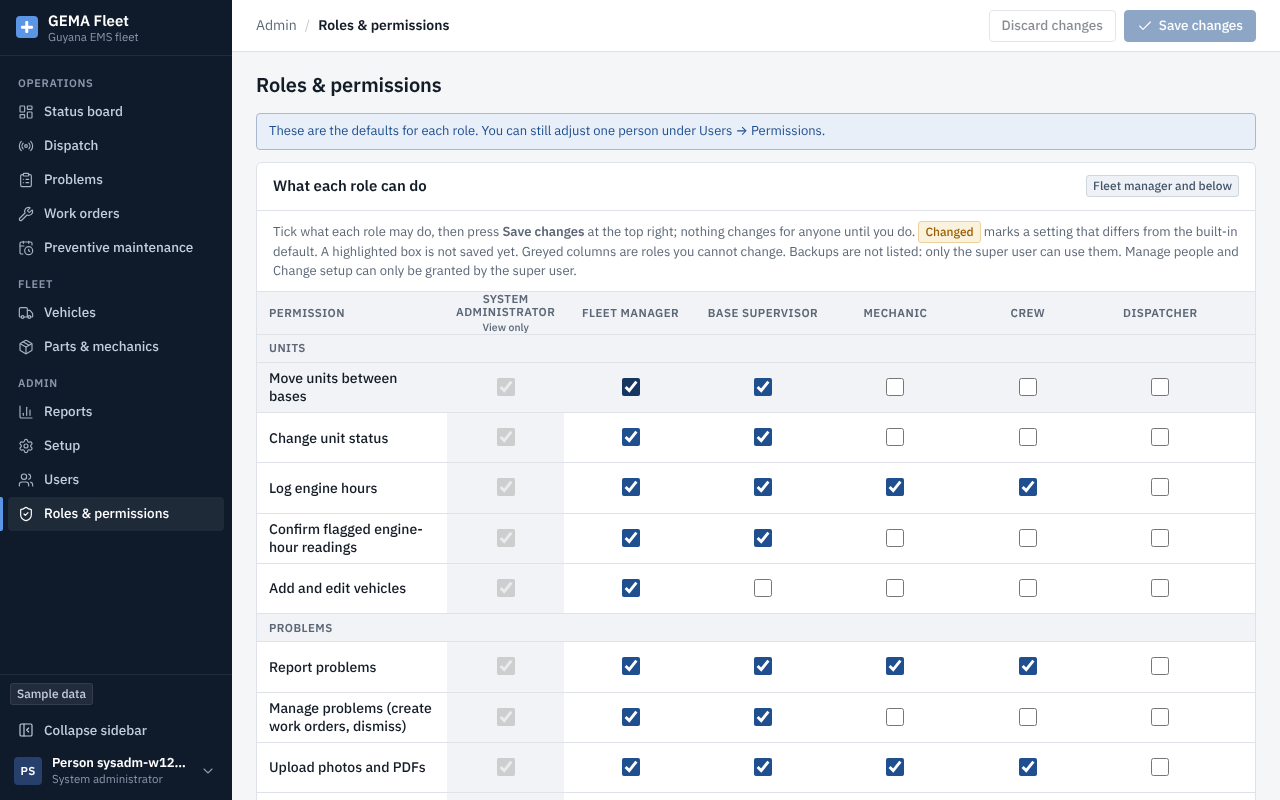 GEMA Fleet
Guyana EMS fleet
OPERATIONS
Status board
Dispatch
Problems
Work orders
Preventive maintenance
FLEET
Vehicles
Parts & mechanics
ADMIN
Reports
Setup
Users
Roles & permissions
Sample data
Collapse sidebar
PS
Person sysadm-w12...
System administrator
Admin / Roles & permissions
Discard changes
Save changes
Roles & permissions
These are the defaults for each role. You can still adjust one person under Users → Permissions.
What each role can do
Fleet manager and below
Tick what each role may do, then press Save changes at the top right; nothing changes for anyone until you do. Changed marks a setting that differs from the built-in
default. A highlighted box is not saved yet. Greyed columns are roles you cannot change. Backups are not listed: only the super user can use them. Manage people and
Change setup can only be granted by the super user.
PERMISSION
SYSTEM
ADMINISTRATOR
View only
FLEET MANAGER
BASE SUPERVISOR
MECHANIC
CREW
DISPATCHER
UNITS
Move units between
bases
Change unit status
Log engine hours
Confirm flagged engine-
hour readings
Add and edit vehicles
PROBLEMS
Report problems
Manage problems (create
work orders, dismiss)
Upload photos and PDFs